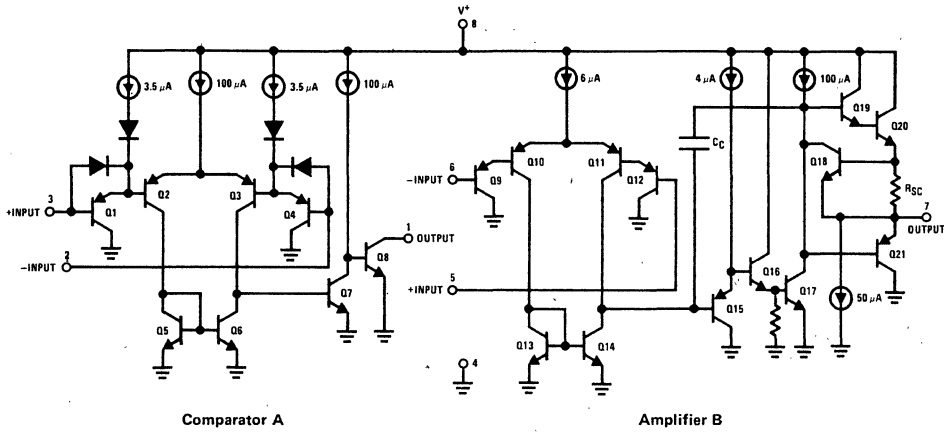 V+
8
3.5 µA
100 µA
3.5 µA
100 µA
6 µA
4 µA
100 µA
Q19
Q20
CC
Q10
Q11
Q18
6
-INPUT
Q9
Q12
RSC
Q2
Q3
3
+INPUT
Q1
Q4
7
OUTPUT
1
OUTPUT
2
-INPUT
Q8
Q21
Q16
5
+INPUT
Q7
Q15
Q17
50 µA
Q5
Q6
Q13
Q14
4
Comparator A
Amplifier B